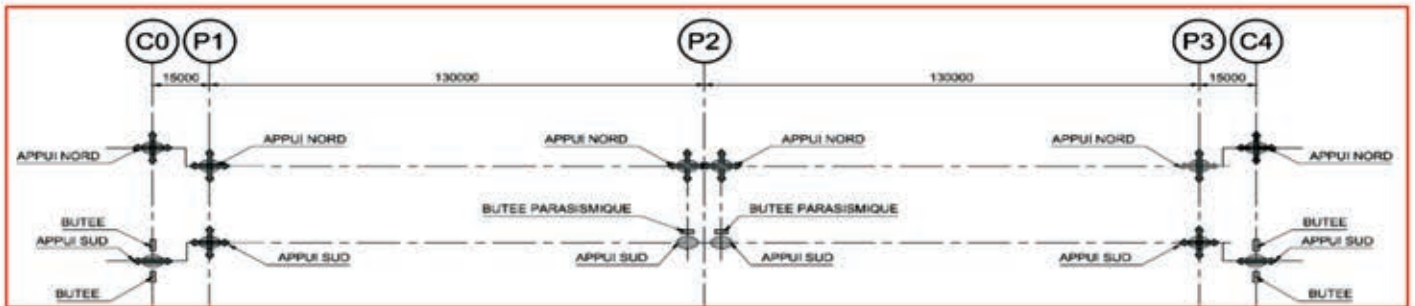 C0 P1 P2 P3 C4
15000 130000 130000 15000
APPUI NORD APPUI NORD APPUI NORD APPUI NORD
APPUI NORD APPUI NORD
BUTEE PARASISMIQUE BUTEE PARASISMIQUE
BUTEE BUTEE
APPUI SUD APPUI SUD
APPUI SUD APPUI SUD APPUI SUD APPUI SUD
BUTEE BUTEE